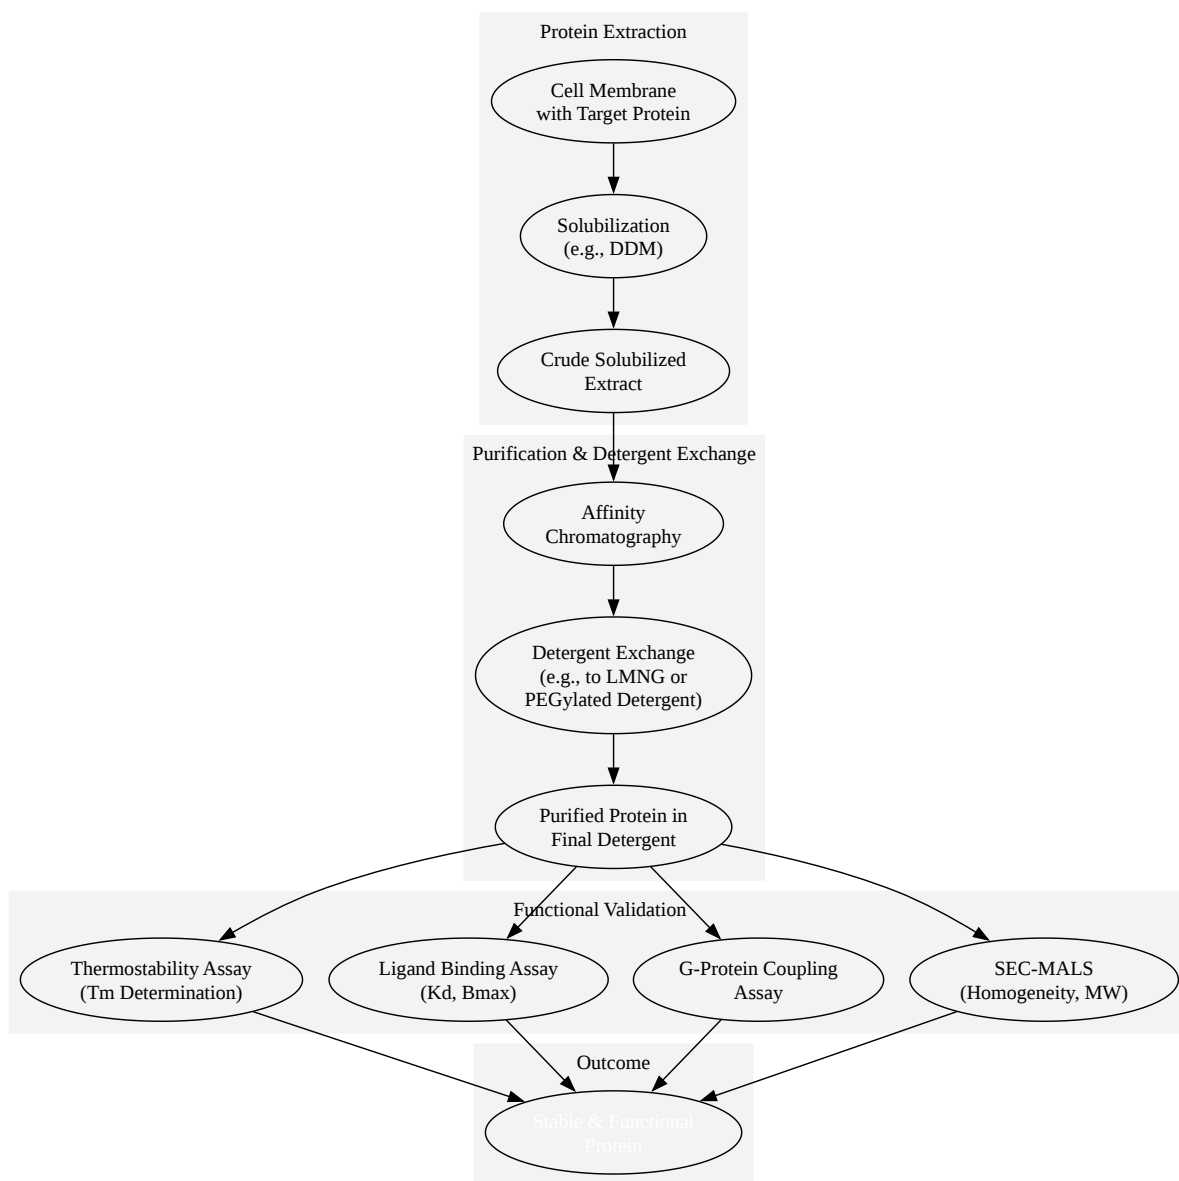 Protein Extraction
Cell Membrane
with Target Protein
Solubilization
(e.g., DDM)
Crude Solubilized
Extract
Purification & Detergent Exchange
Affinity
Chromatography
Detergent Exchange
(e.g., to LMNG or
PEGylated Detergent)
Purified Protein in
Final Detergent
Functional Validation
Thermostability Assay
(Tm Determination)
Ligand Binding Assay
(Kd, Bmax)
G-Protein Coupling
Assay
SEC-MALS
(Homogeneity, MW)
Outcome
Stable & Functional
Protein